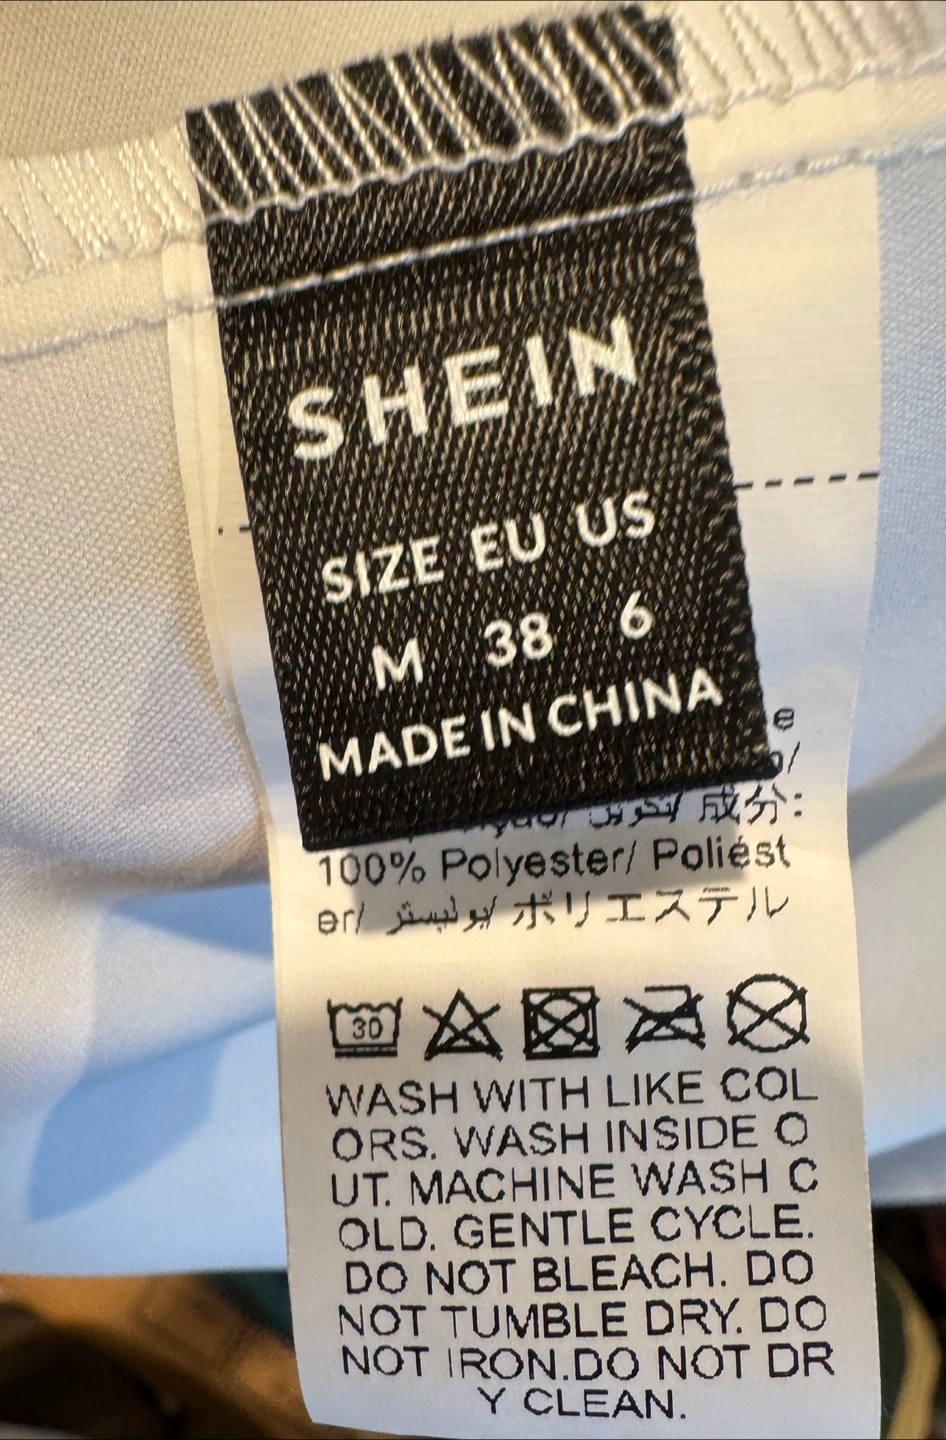 SHEIN
SIZE EU US
M 38 6
MADE IN CHINA
成分:
100% Polyester/ Poliést
er/ بوليستر/ ポリエステル
30
WASH WITH LIKE COL
ORS. WASH INSIDE O
UT. MACHINE WASH C
OLD. GENTLE CYCLE.
DO NOT BLEACH. DO
NOT TUMBLE DRY. DO
NOT IRON.DO NOT DR
Y CLEAN.